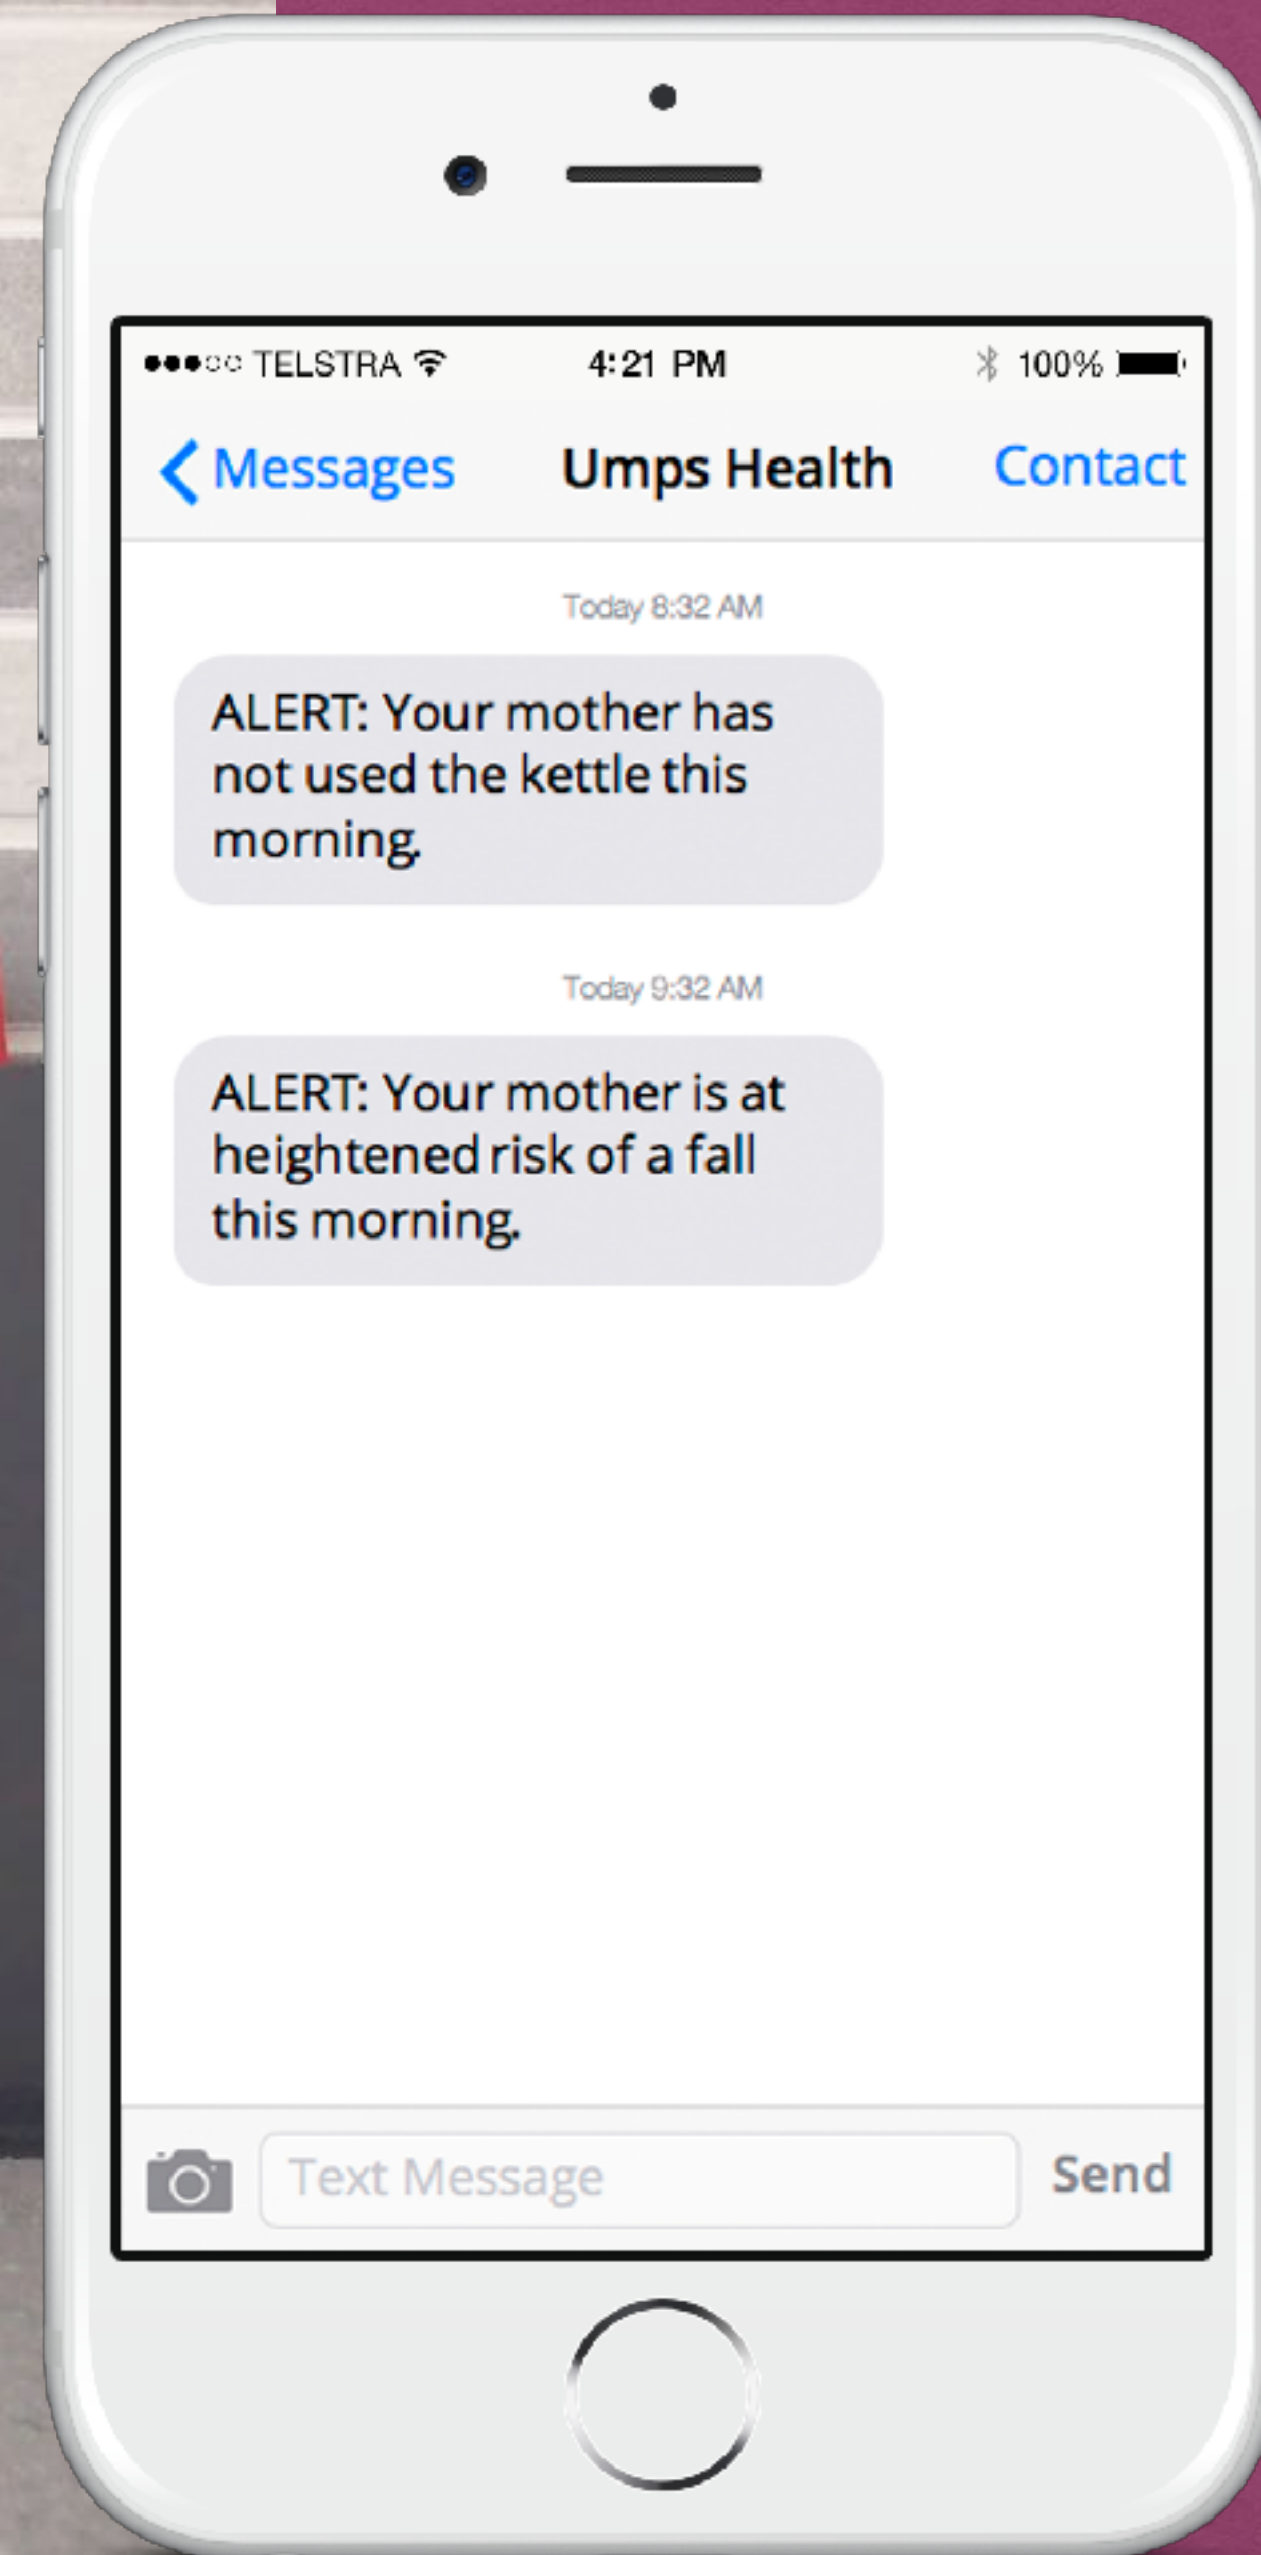 TELSTRA 4:21 PM 100%
Messages Umps Health Contact
Today 8:32 AM
ALERT: Your mother has
not used the kettle this
morning.
Today 9:32 AM
ALERT: Your mother is at
heightened risk of a fall
this morning.
Text Message Send